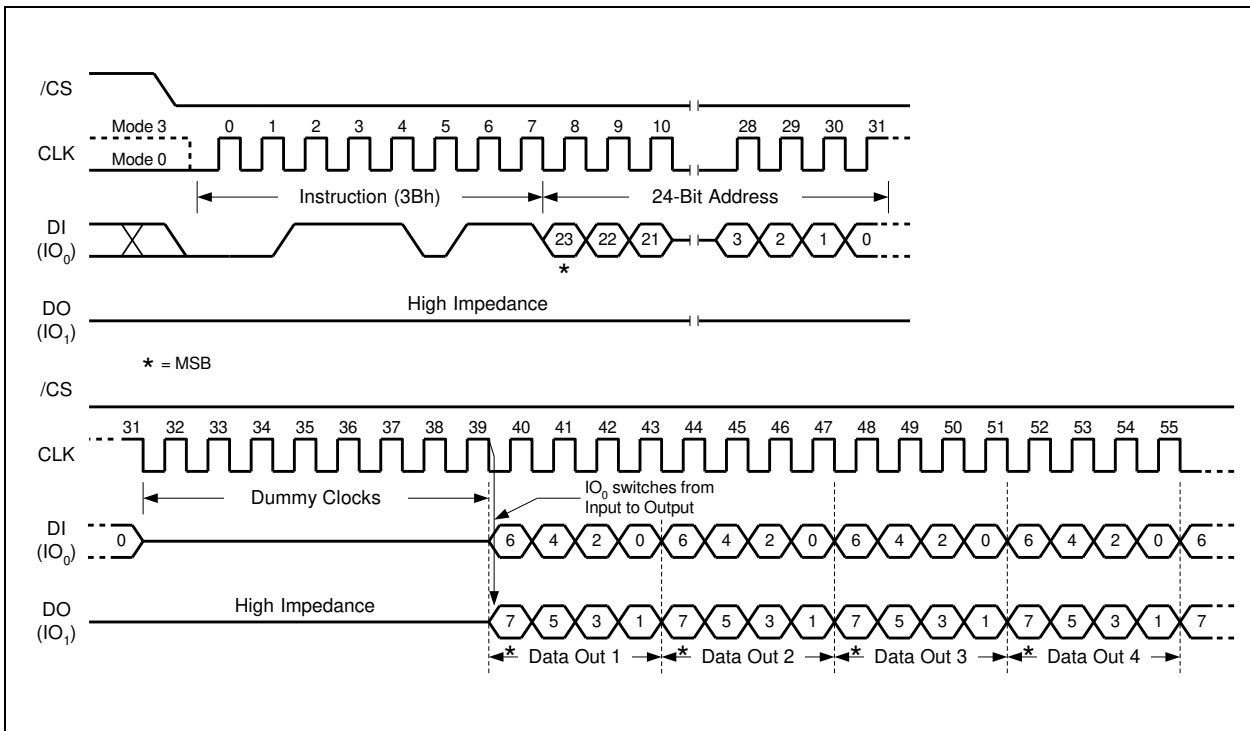 /CS
Mode 3 0 1 2 3 4 5 6 7 8 9 10 28 29 30 31
CLK
Mode 0
Instruction (3Bh) 24-Bit Address
DI
(IO0) 23 22 21 3 2 1 0
*
DO
(IO1)
High Impedance
* = MSB
/CS
31 32 33 34 35 36 37 38 39 40 41 42 43 44 45 46 47 48 49 50 51 52 53 54 55
CLK
Dummy Clocks
IO0 switches from
Input to Output
DI
(IO0)
0 6 4 2 0 6 4 2 0 6 4 2 0 6 4 2 0 6
DO
(IO1)
High Impedance
7 5 3 1 7 5 3 1 7 5 3 1 7 5 3 1 7
* Data Out 1 * Data Out 2 * Data Out 3 * Data Out 4